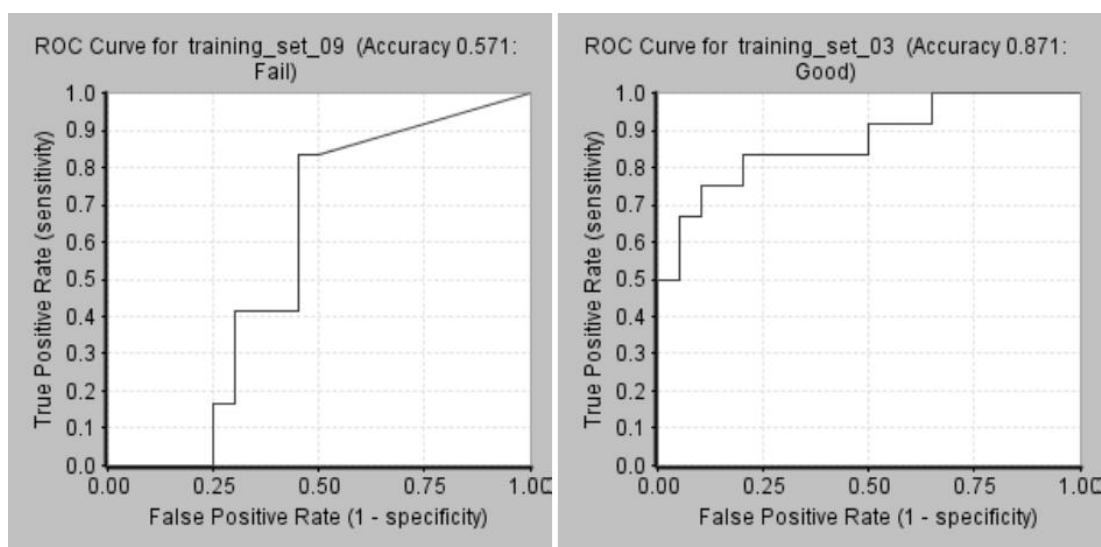 ROC Curve for training_set_09 (Accuracy 0.571:
Fail)
True Positive Rate (sensitivity)
1.0
0.9
0.8
0.7
0.6
0.5
0.4
0.3
0.2
0.1
0.0
0.00 0.25 0.50 0.75 1.00
False Positive Rate (1 - specificity)
ROC Curve for training_set_03 (Accuracy 0.871:
Good)
True Positive Rate (sensitivity)
1.0
0.9
0.8
0.7
0.6
0.5
0.4
0.3
0.2
0.1
0.0
0.00 0.25 0.50 0.75 1.00
False Positive Rate (1 - specificity)